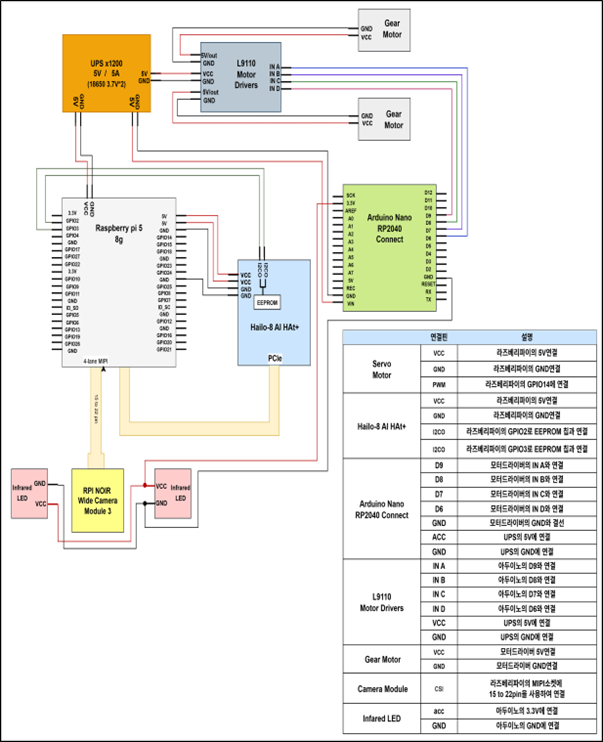 GND
VCC
Gear
Motor
UPS x1200
5V / 5A
(18650 3.7V*2)
5V
GND
5V
GND
GND
5V
5V/out
GND
VCC
GND
5V/out
GND
L9110
Motor
Drivers
IN A
IN B
IN C
IN D
GND
VCC
Gear
Motor
VCC
GND
Raspberry pi 5
8g
3.3V
GPIO2
GPIO3
GPIO4
GND
GPIO17
GPIO27
GPIO22
3.3V
GPIO10
GPIO9
GPIO11
GND
ID_SD
GPIO5
GPIO6
GPIO13
GPIO19
GPIO26
GND
5V
5V
GND
GPIO14
GPIO15
GPIO18
GND
GPIO23
GPIO24
GND
GPIO25
GPIO8
GPIO7
ID_SC
GND
GPIO12
GND
GPIO16
GPIO20
GPIO21
4-lane MIPI
I2C0
I2C0
VCC
VCC
GND
GND
EEPROM
Hailo-8 AI HAt+
PCIe
SCK
3.3V
AREF
A0
A1
A2
A3
A4
A5
A6
A7
5V
REC
GND
VIN
Arduino Nano
RP2040
Connect
D12
D11
D10
D9
D8
D7
D6
D5
D4
D3
D2
GND
RESET
RX
TX
15 to 22 pin
Infrared
LED
GND
VCC
RPI NOIR
Wide Camera
Module 3
VCC
GND
Infrared
LED
연결핀 설명
Servo
Motor
VCC 라즈베리파이의 5V연결
GND 라즈베리파이의 GND연결
PWM 라즈베리파이의 GPIO14에 연결
Hailo-8 AI HAt+
VCC 라즈베리파이의 5V연결
GND 라즈베리파이의 GND연결
I2CO 라즈베리파이의 GPIO2로 EEPROM 칩과 연결
I2CO 라즈베리파이의 GPIO3로 EEPROM 칩과 연결
Arduino Nano
RP2040 Connect
D9 모터드라이버의 IN A와 연결
D8 모터드라이버의 IN B와 연결
D7 모터드라이버의 IN C와 연결
D6 모터드라이버의 IN D와 연결
GND 모터드라이버의 GND와 결선
ACC UPS의 5V에 연결
GND UPS의 GND에 연결
L9110
Motor Drivers
IN A 아두이노의 D9와 연결
IN B 아두이노의 D8와 연결
IN C 아두이노의 D7와 연결
IN D 아두이노의 D6와 연결
VCC UPS의 5V에 연결
GND UPS의 GND에 연결
Gear Motor
VCC 모터드라이버 5V연결
GND 모터드라이버 GND연결
Camera Module
CSI
라즈베리파이의 MIPI소켓에
15 to 22pin을 사용하여 연결
Infared LED
acc 아두이노의 3.3V에 연결
GND 아두이노의 GND에 연결